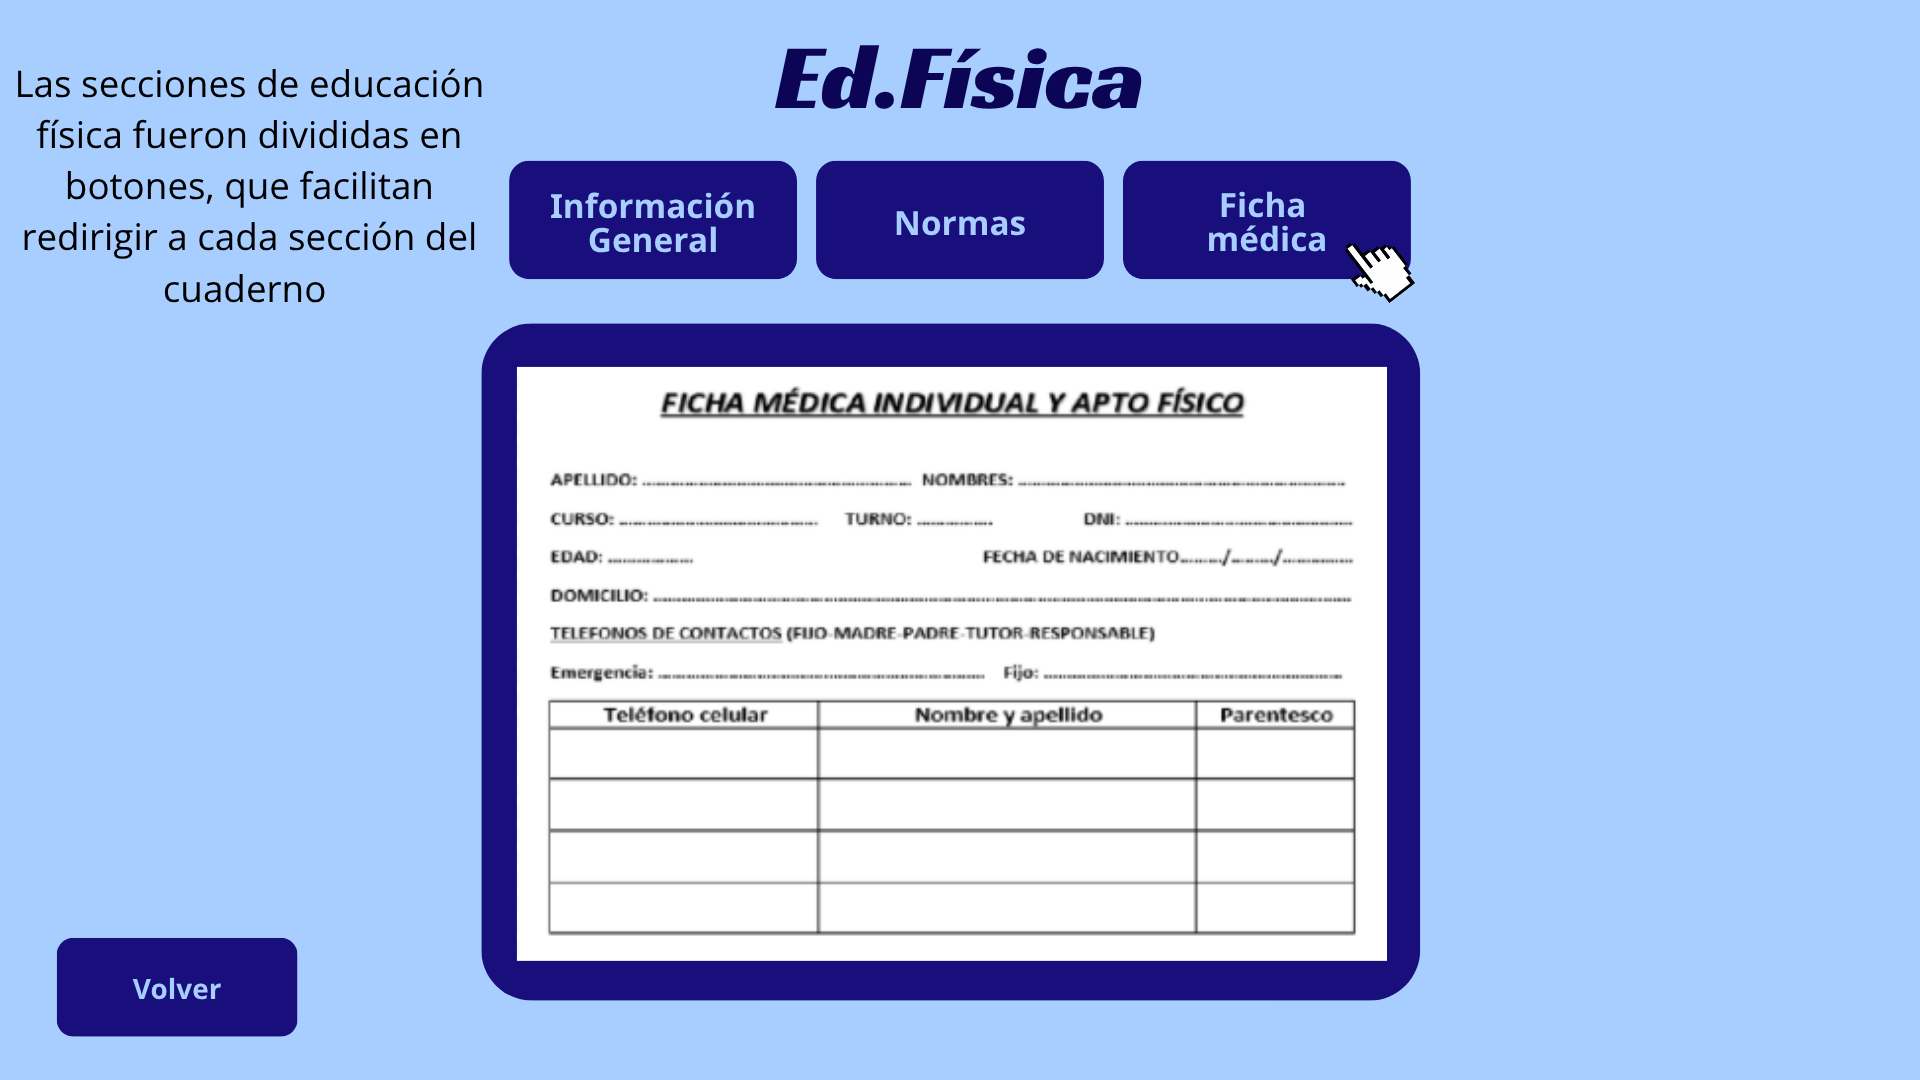 Ed.Física
Las secciones de educación
física fueron divididas en
botones, que facilitan
redirigir a cada sección del
cuaderno
Información
General
Normas
Ficha
médica
FICHA MÉDICA INDIVIDUAL Y APTO FÍSICO
APELLIDO: ........................ NOMBRES: ........................
CURSO: ........................ TURNO: ............ DNI: ........................
EDAD: ............ FECHA DE NACIMIENTO......../......../............
DOMICILIO: ........................
TELEFONOS DE CONTACTOS (FIJO-MADRE-PADRE-TUTOR-RESPONSABLE)
Emergencia: ........................ Fijo: ........................
Teléfono celular Nombre y apellido Parentesco
Volver